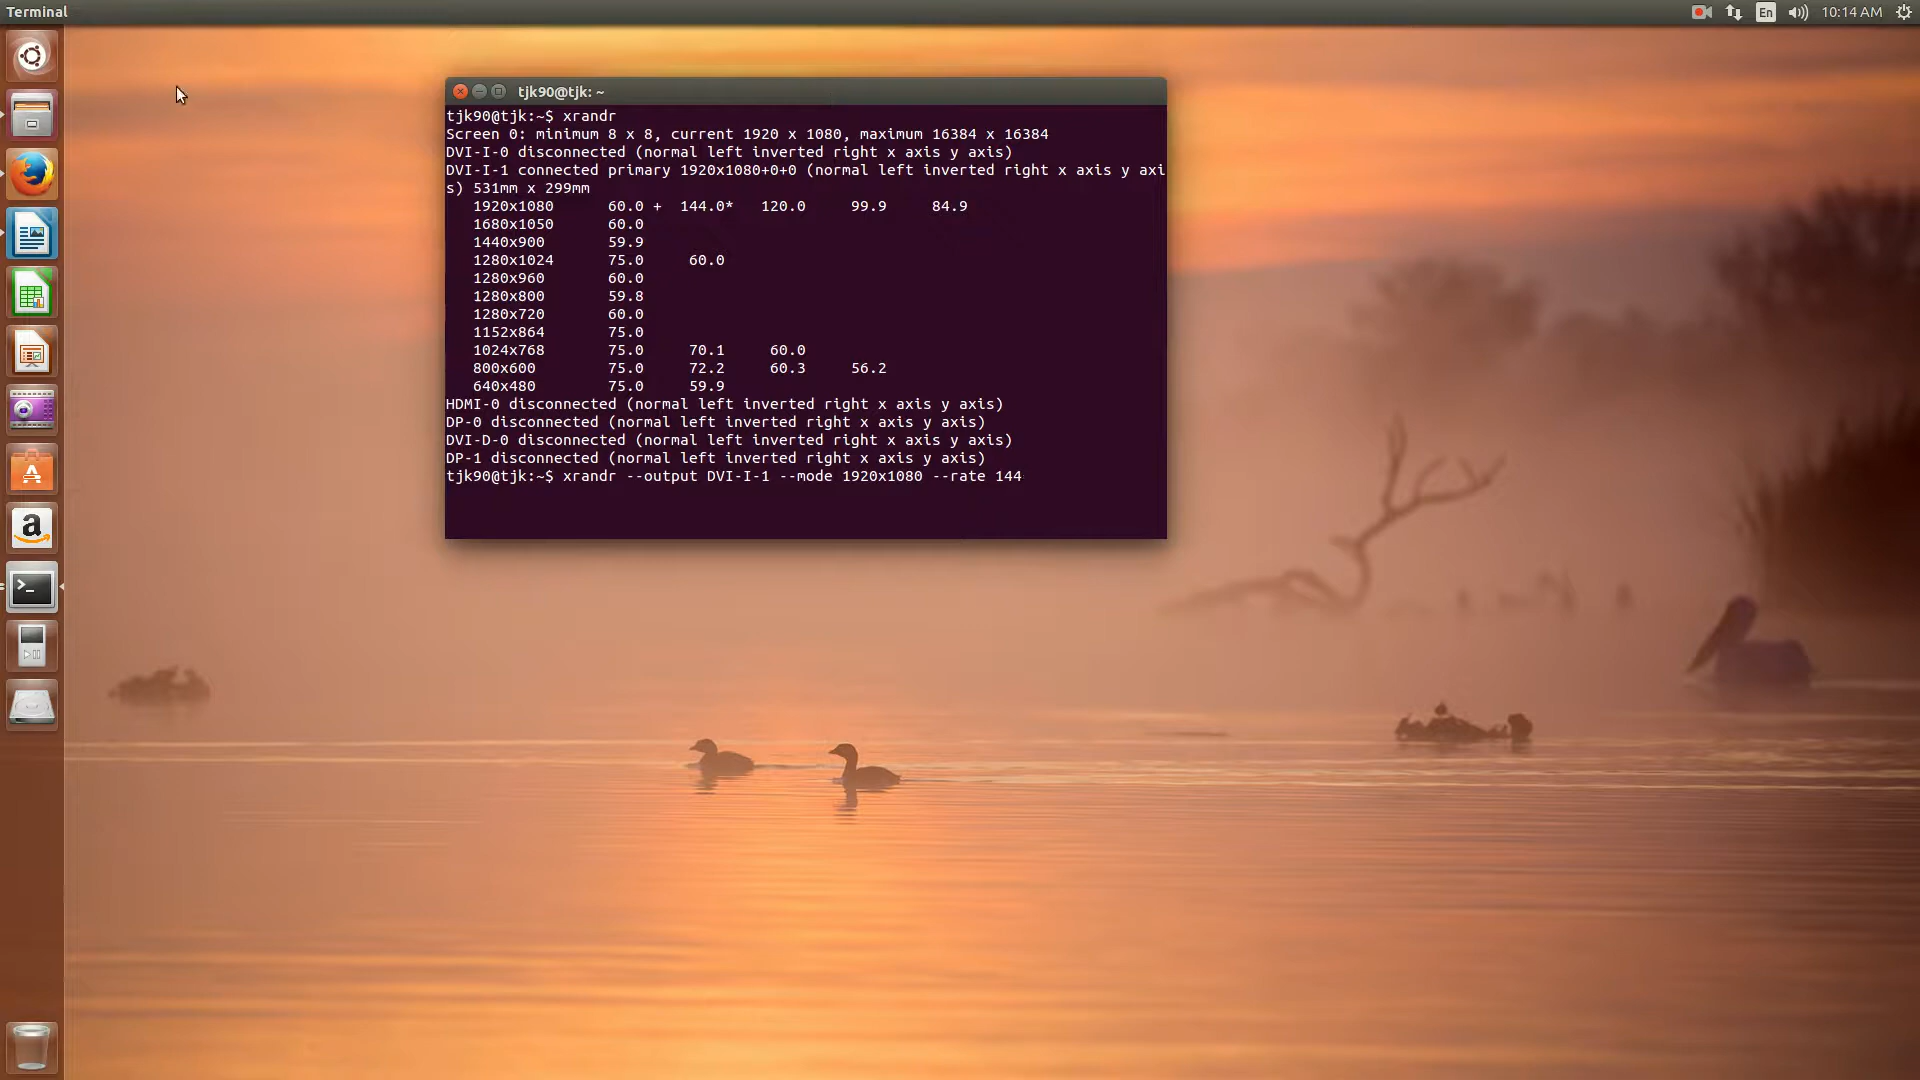 Terminal
En
10:14 AM
tjk90@tjk: ~
tjk90@tjk:~$ xrandr
Screen 0: minimum 8 x 8, current 1920 x 1080, maximum 16384 x 16384
DVI-I-0 disconnected (normal left inverted right x axis y axis)
DVI-I-1 connected primary 1920x1080+0+0 (normal left inverted right x axis y axi
s) 531mm x 299mm
1920x1080 60.0 + 144.0* 120.0 99.9 84.9
1680x1050 60.0
1440x900 59.9
1280x1024 75.0 60.0
1280x960 60.0
1280x800 59.8
1280x720 60.0
1152x864 75.0
1024x768 75.0 70.1 60.0
800x600 75.0 72.2 60.3 56.2
640x480 75.0 59.9
HDMI-0 disconnected (normal left inverted right x axis y axis)
DP-0 disconnected (normal left inverted right x axis y axis)
DVI-D-0 disconnected (normal left inverted right x axis y axis)
DP-1 disconnected (normal left inverted right x axis y axis)
tjk90@tjk:~$ xrandr --output DVI-I-1 --mode 1920x1080 --rate 144
a
>_